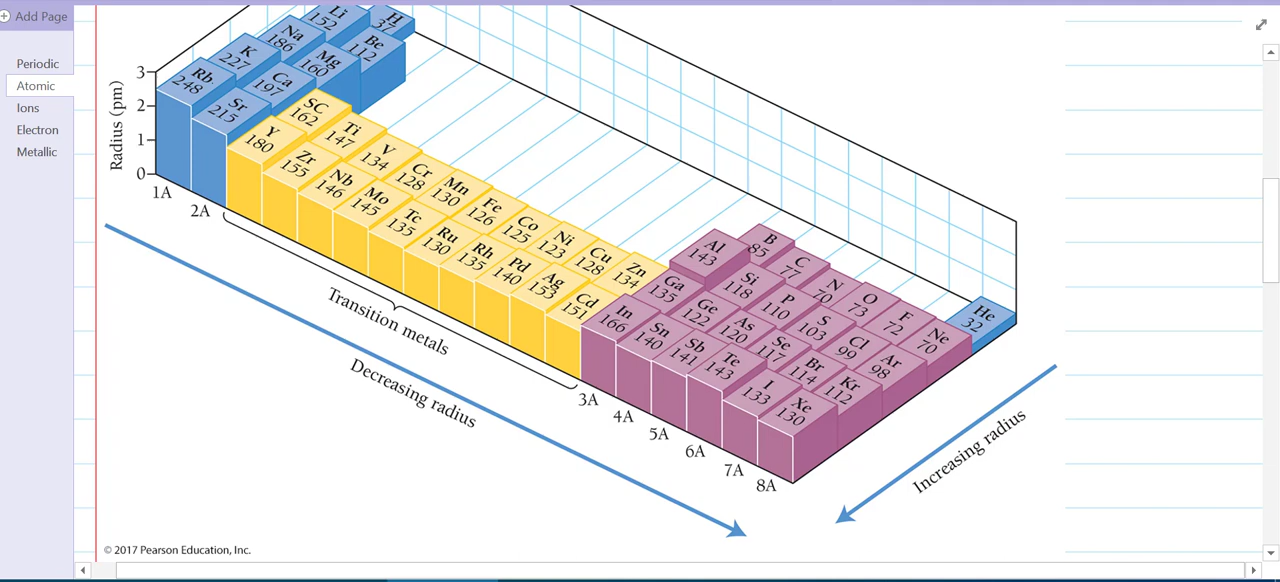 Add Page
Periodic
Atomic
Ions
Electron
Metallic
Radius (pm)
3
2
1
0
H
37
Li
152
Be
112
Na
186
Mg
160
K
227
Ca
197
SC
162
Ti
147
V
134
Cr
128
Mn
130
Fe
126
Co
125
Ni
123
Cu
128
Zn
134
Rb
248
Sr
215
Y
180
Zr
155
Nb
146
Mo
145
Tc
135
Ru
130
Rh
135
Pd
140
Ag
153
Cd
151
B
85
C
77
N
70
O
73
F
72
Ne
70
He
32
Al
143
Si
118
P
110
S
103
Cl
99
Ar
98
Ga
135
Ge
122
As
120
Se
117
Br
114
Kr
112
In
166
Sn
140
Sb
141
Te
143
I
133
Xe
130
1A
2A
3A
4A
5A
6A
7A
8A
Transition metals
Decreasing radius
Increasing radius
© 2017 Pearson Education, Inc.